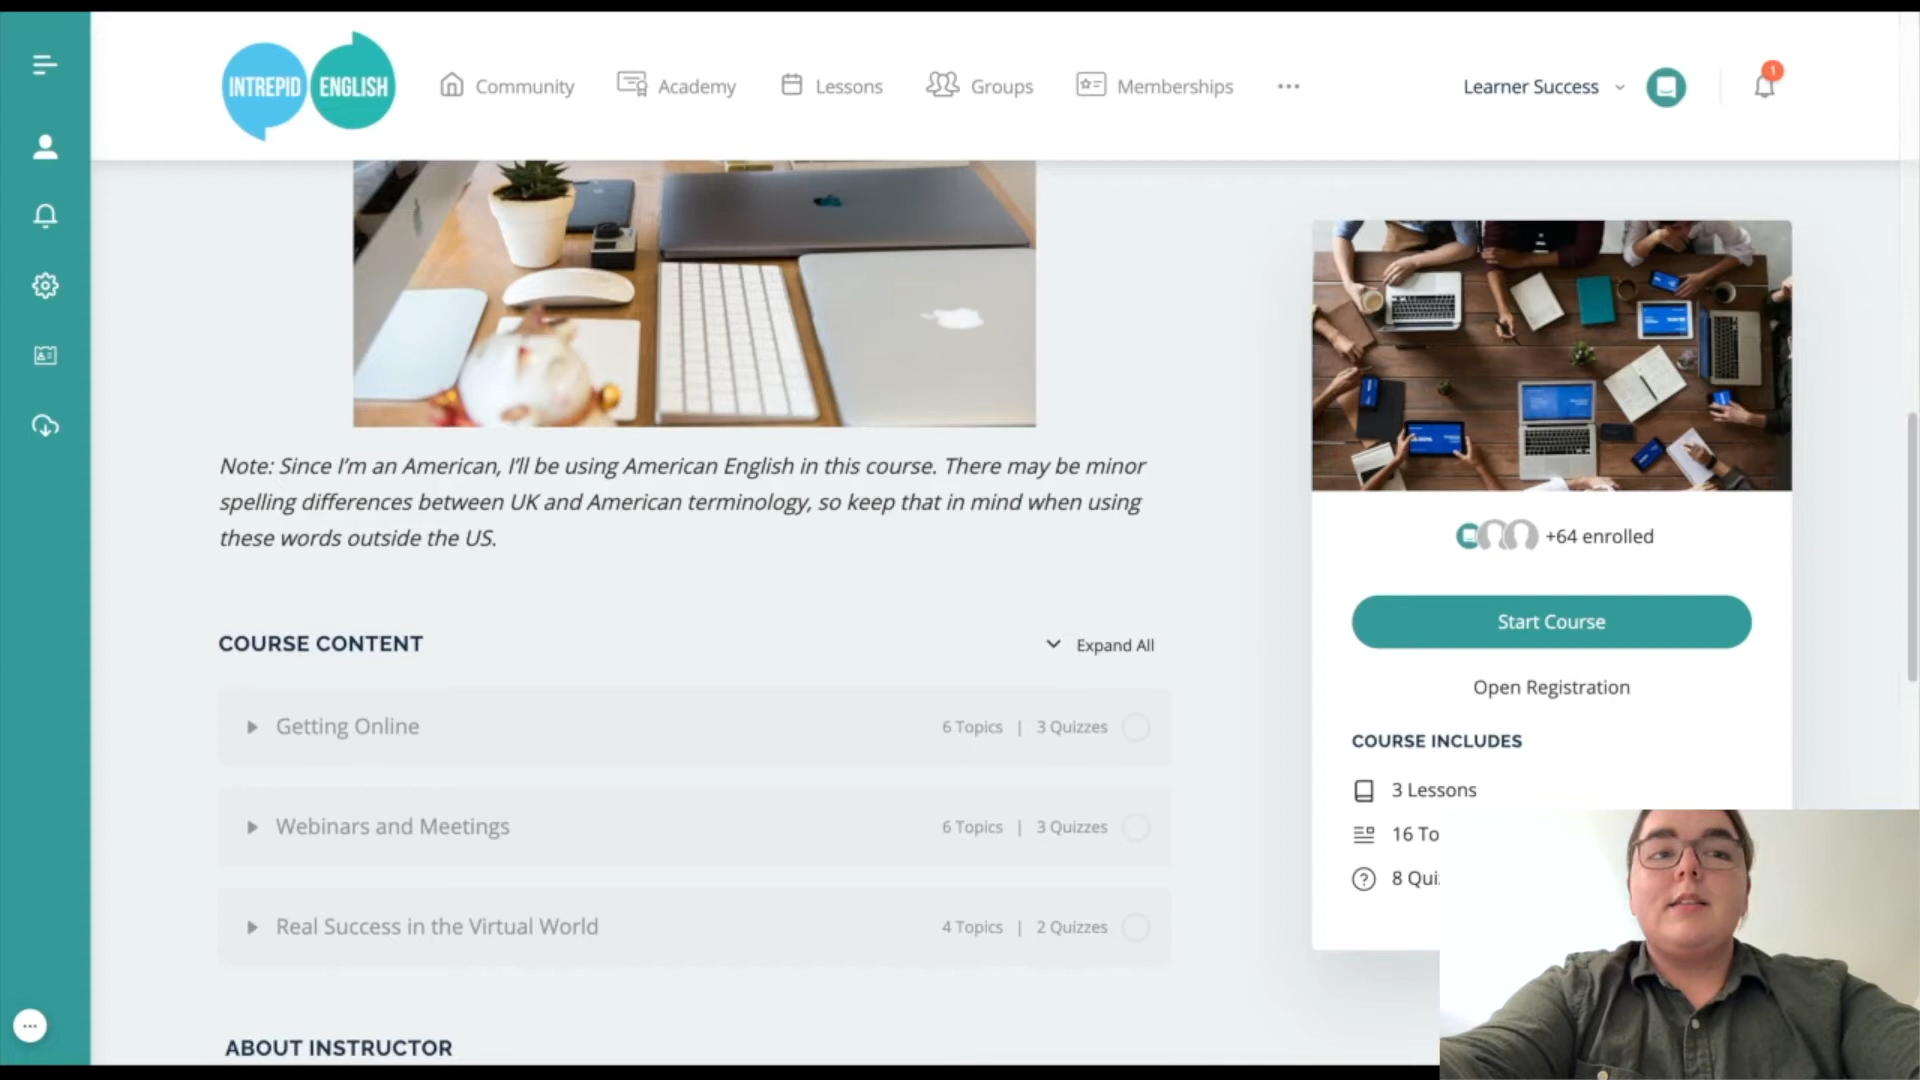 INTREPID ENGLISH
Community
Academy
Lessons
Groups
Memberships
Learner Success
1
Note: Since I'm an American, I'll be using American English in this course. There may be minor
spelling differences between UK and American terminology, so keep that in mind when using
these words outside the US.
COURSE CONTENT
Expand All
Getting Online
6 Topics | 3 Quizzes
Webinars and Meetings
6 Topics | 3 Quizzes
Real Success in the Virtual World
4 Topics | 2 Quizzes
ABOUT INSTRUCTOR
+64 enrolled
Start Course
Open Registration
COURSE INCLUDES
3 Lessons
16 To
8 Qui